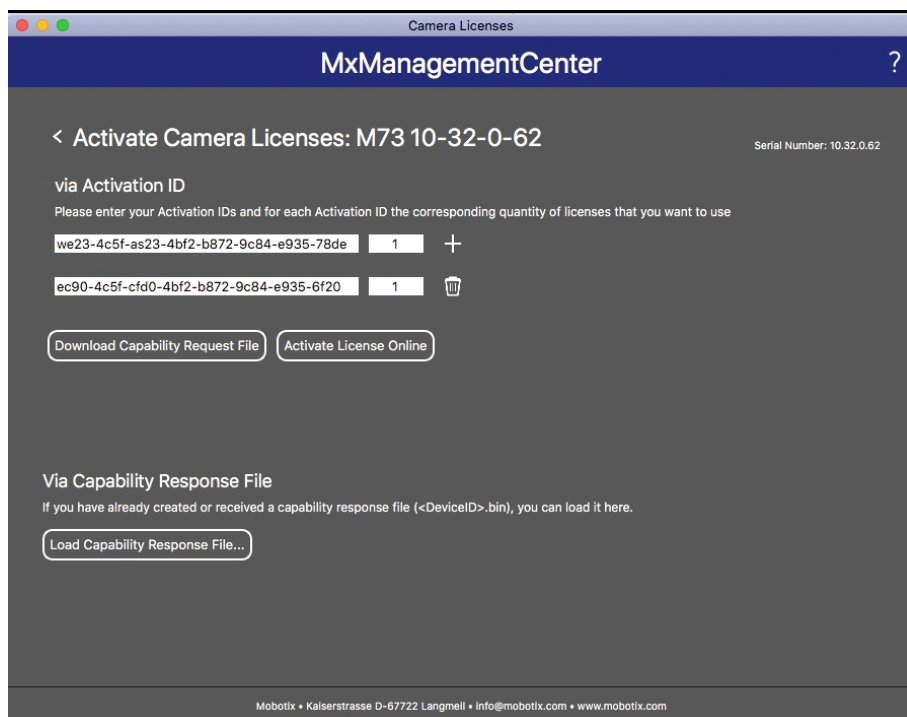 Camera Licenses
MxManagementCenter
?
< Activate Camera Licenses: M73 10-32-0-62
Serial Number: 10.32.0.62
via Activation ID
Please enter your Activation IDs and for each Activation ID the corresponding quantity of licenses that you want to use
we23-4c5f-as23-4bf2-b872-9c84-e935-78de 1 +
ec90-4c5f-cfd0-4bf2-b872-9c84-e935-6f20 1
Download Capability Request File Activate License Online
Via Capability Response File
If you have already created or received a capability response file (<DeviceID>.bin), you can load it here.
Load Capability Response File...
Mobotix • Kaiserstrasse D-67722 Langmeil • info@mobotix.com • www.mobotix.com